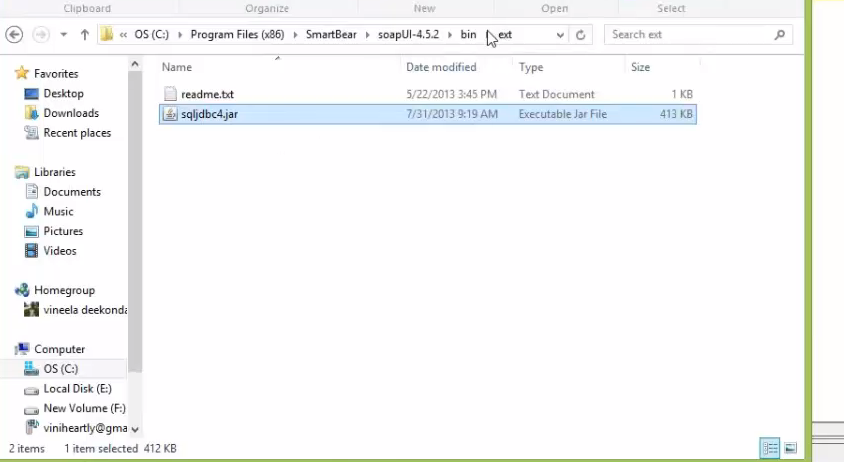 Clipboard Organize New Open Select
« OS (C:) Program Files (x86) SmartBear soapUI-4.5.2 bin ext Search ext
Name Date modified Type Size
readme.txt 5/22/2013 3:45 PM Text Document 1 KB
sqljdbc4.jar 7/31/2013 9:19 AM Executable Jar File 413 KB
Favorites
Desktop
Downloads
Recent places
Libraries
Documents
Music
Pictures
Videos
Homegroup
vineela deekonda
Computer
OS (C:)
Local Disk (E:)
New Volume (F:)
viniheartly@gma
2 items 1 item selected 412 KB